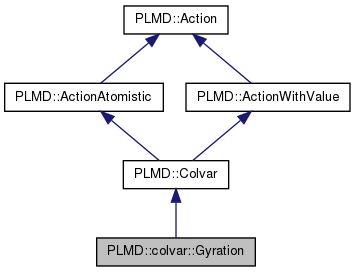 PLMD::Action
PLMD::ActionAtomistic
PLMD::ActionWithValue
PLMD::Colvar
PLMD::colvar::Gyration